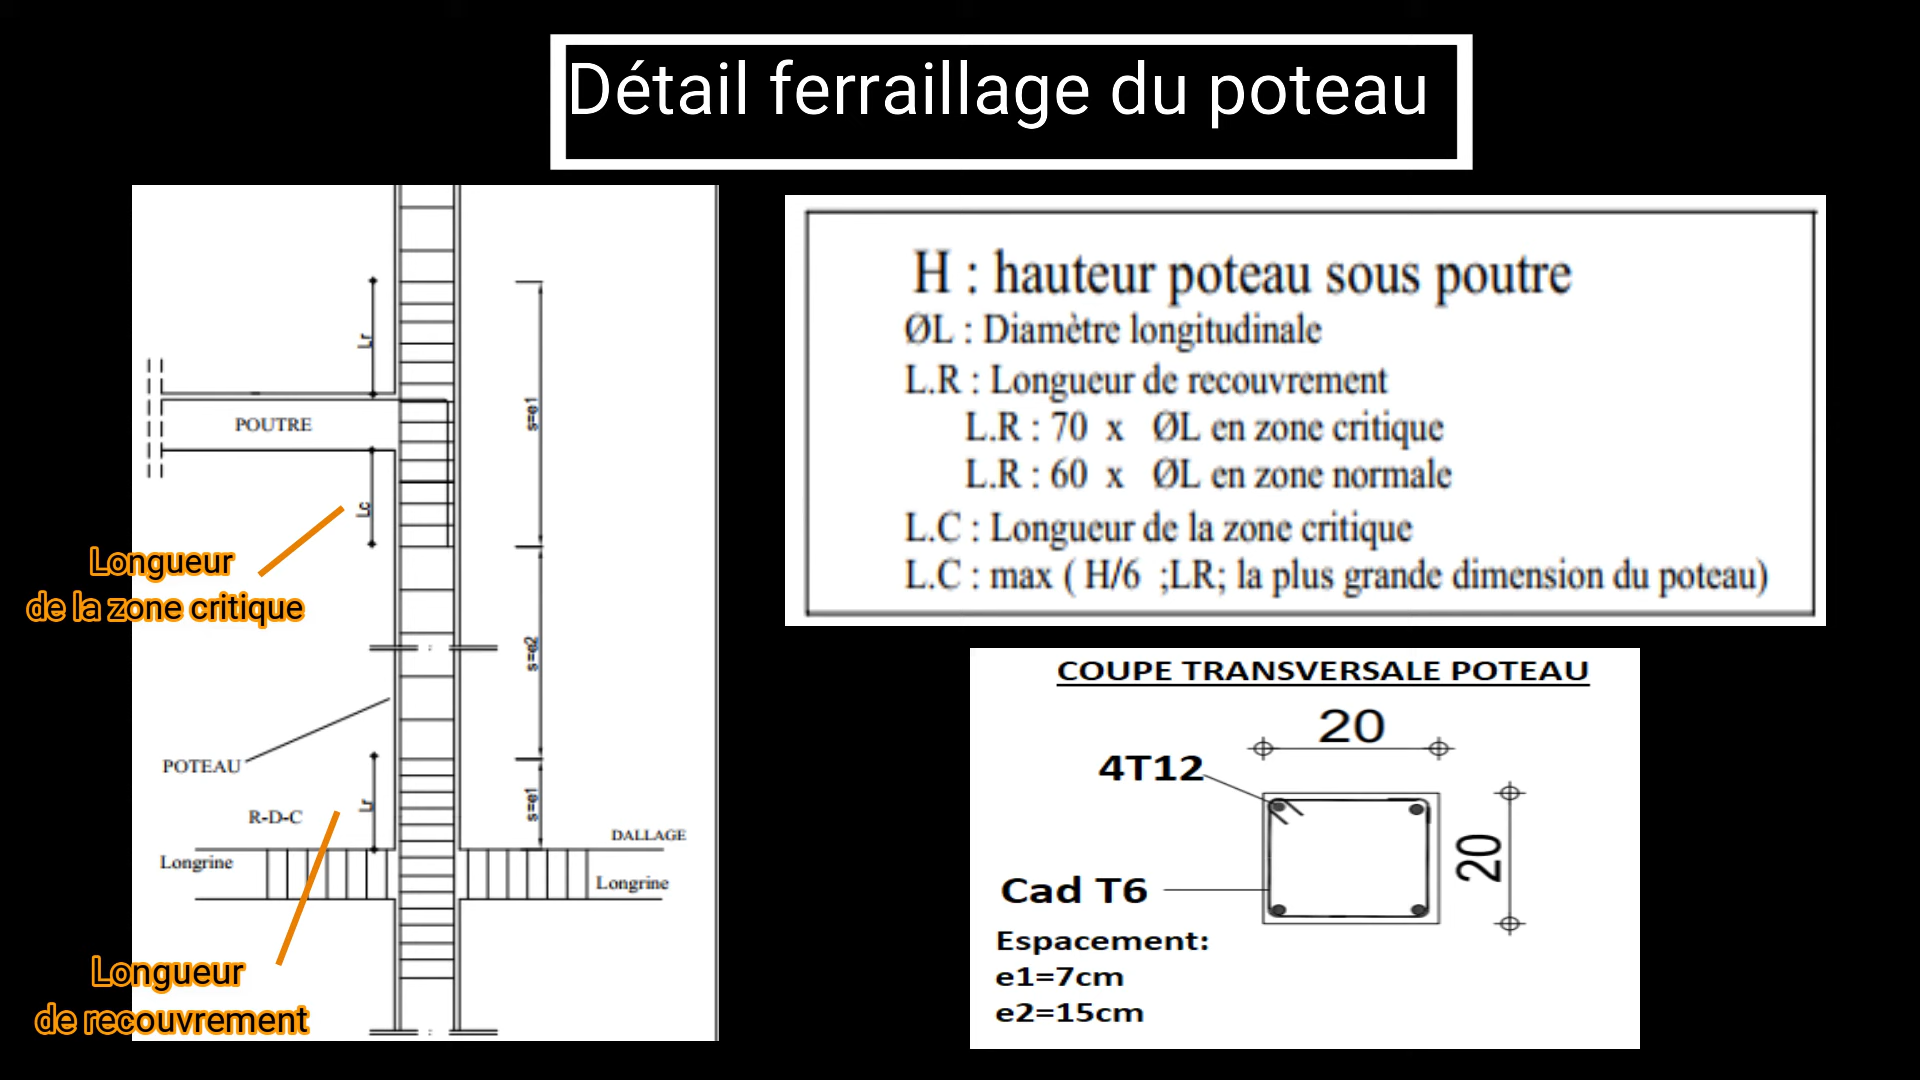 Détail ferraillage du poteau
Lr
POUTRE
s=e1
Lc
Longueur
de la zone critique
s=e2
POTEAU
Lr
R-D-C
s=e1
DALLAGE
Longrine
Longrine
Longueur
de recouvrement
H : hauteur poteau sous poutre
ØL : Diamètre longitudinale
L.R : Longueur de recouvrement
L.R : 70 x ØL en zone critique
L.R : 60 x ØL en zone normale
L.C : Longueur de la zone critique
L.C : max ( H/6 ;LR; la plus grande dimension du poteau)
COUPE TRANSVERSALE POTEAU
20
4T12
20
Cad T6
Espacement:
e1=7cm
e2=15cm